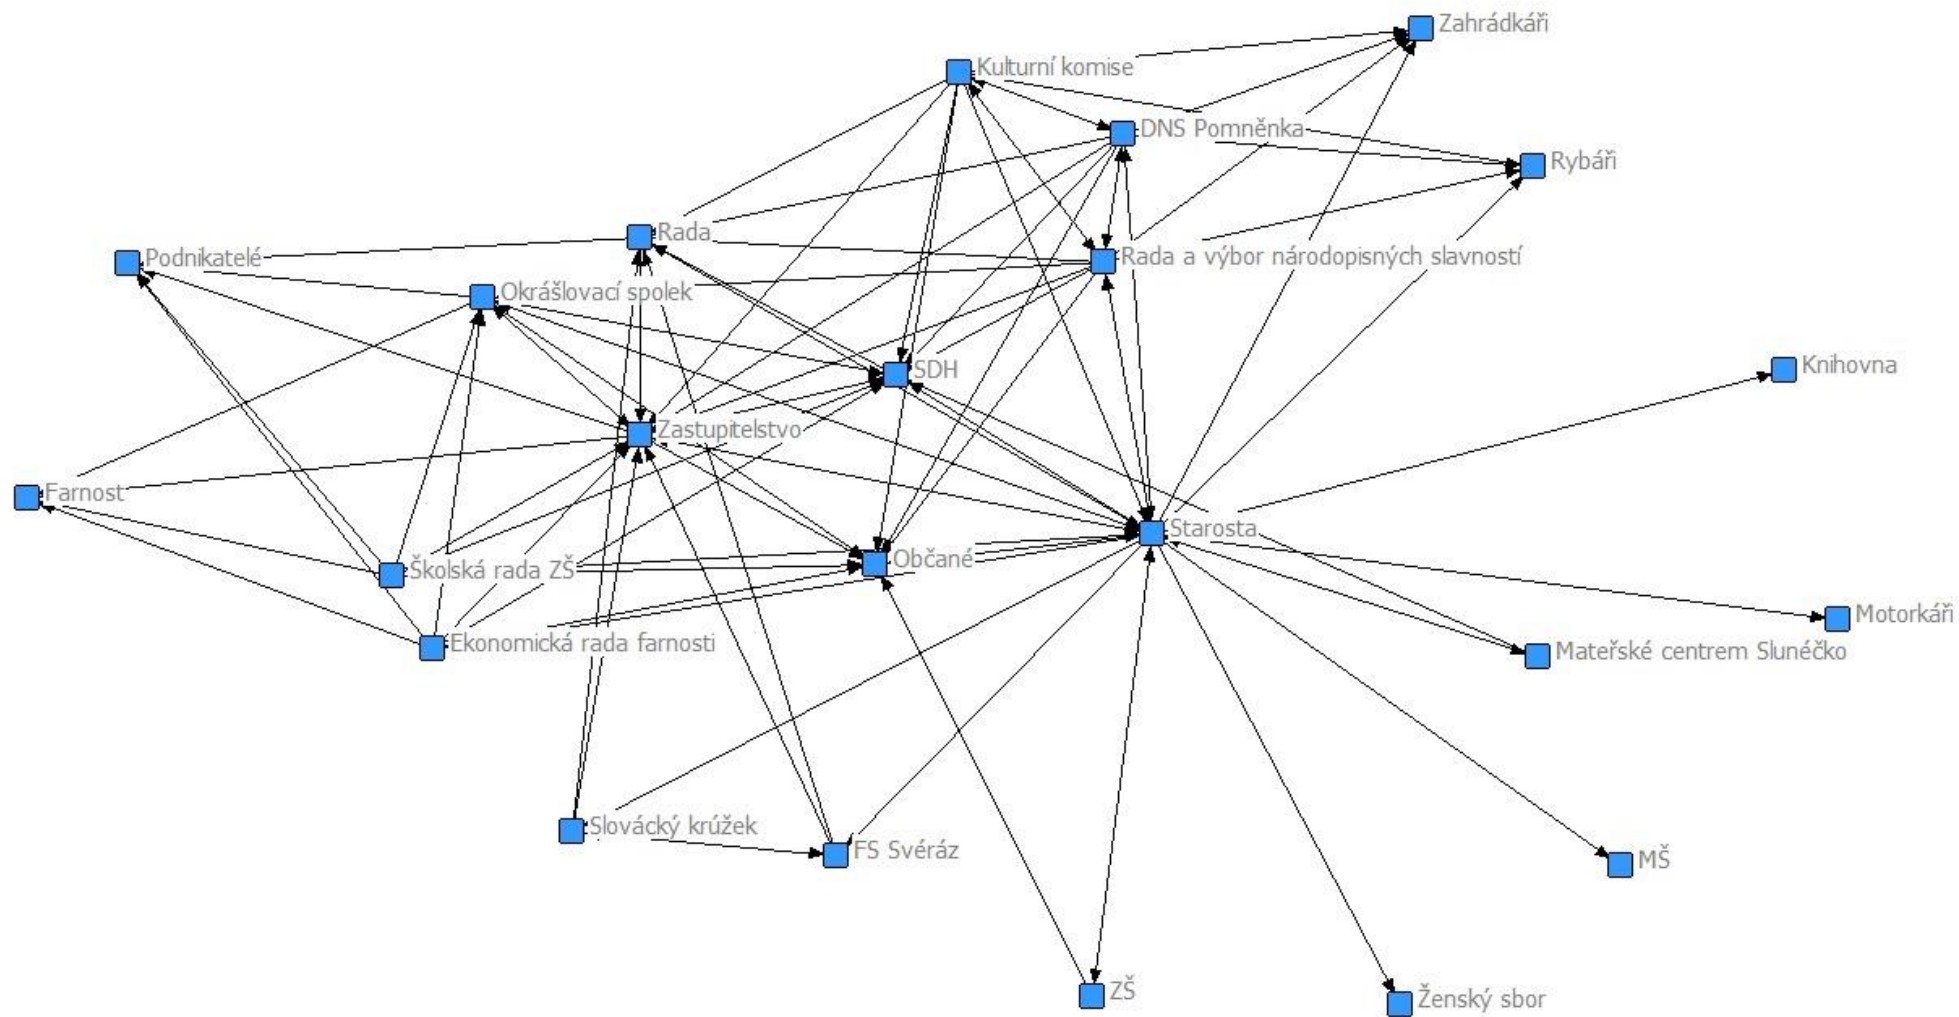 Zahrádkáři
Kulturní komise
DNS Pomněnka
Rybáři
Rada
Podnikatelé
Rada a výbor národopisných slavností
Okrášlovací spolek
SDH
Knihovna
Zastupitelstvo
Farnost
Starosta
Občané
Školská rada ZŠ
Motorkáři
Ekonomická rada farnosti
Mateřské centrem Slunéčko
Slovácký krúžek
FS Svéráz
MŠ
ZŠ
Ženský sbor